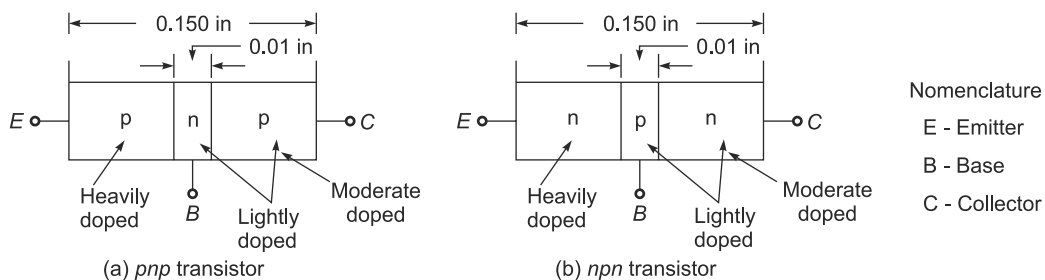 0.150 in
0.01 in
p n p
E
C
B
Heavily
doped
Lightly
doped
Moderate
doped
(a) pnp transistor
0.150 in
0.01 in
n p n
E
C
B
Heavily
doped
Lightly
doped
Moderate
doped
(b) npn transistor
Nomenclature
E - Emitter
B - Base
C - Collector